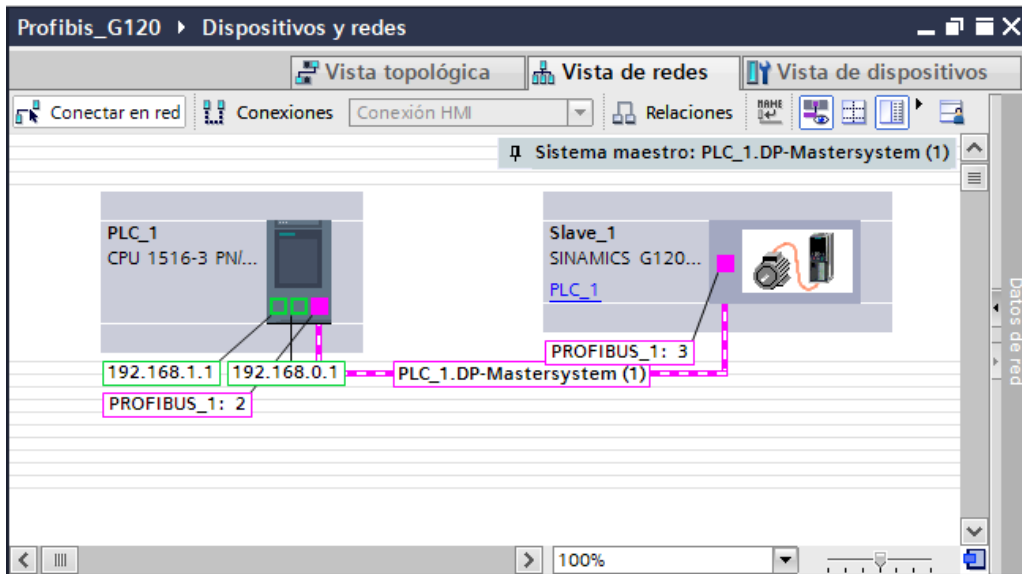 Profibis_G120 ▸ Dispositivos y redes
Vista topológica
Vista de redes
Vista de dispositivos
Conectar en red
Conexiones
Conexión HMI
Relaciones
NAME
Sistema maestro: PLC_1.DP-Mastersystem (1)
PLC_1
CPU 1516-3 PN/...
Slave_1
SINAMICS G120...
PLC_1
PROFIBUS_1: 3
192.168.1.1
192.168.0.1
PLC_1.DP-Mastersystem (1)
PROFIBUS_1: 2
Datos de red
100%